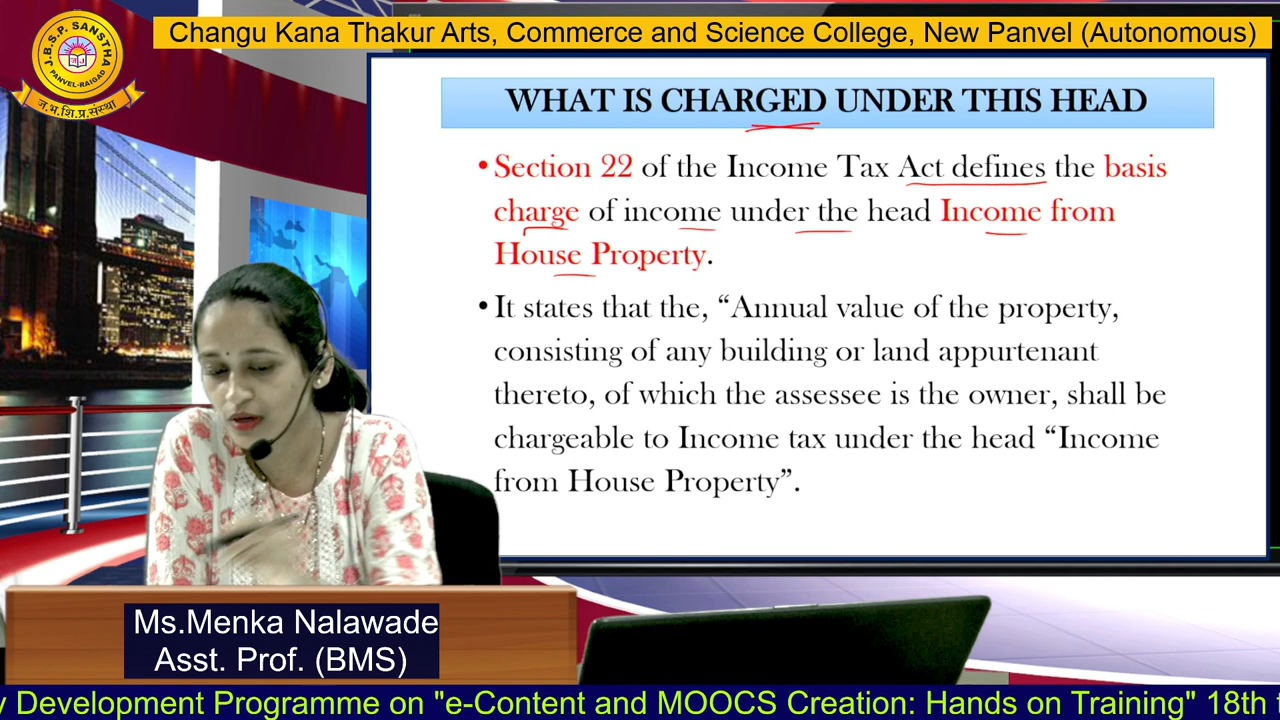 Changu Kana Thakur Arts, Commerce and Science College, New Panvel (Autonomous)
J.B.S.P. SANSTHA
PANVEL-RAIGAD
ज.भ.शि.प्र.संस्था
WHAT IS CHARGED UNDER THIS HEAD
•Section 22 of the Income Tax Act defines the basis
charge of income under the head Income from
House Property.
•It states that the, “Annual value of the property,
consisting of any building or land appurtenant
thereto, of which the assessee is the owner, shall be
chargeable to Income tax under the head “Income
from House Property”.
Ms.Menka Nalawade
Asst. Prof. (BMS)
y Development Programme on "e-Content and MOOCS Creation: Hands on Training" 18th t